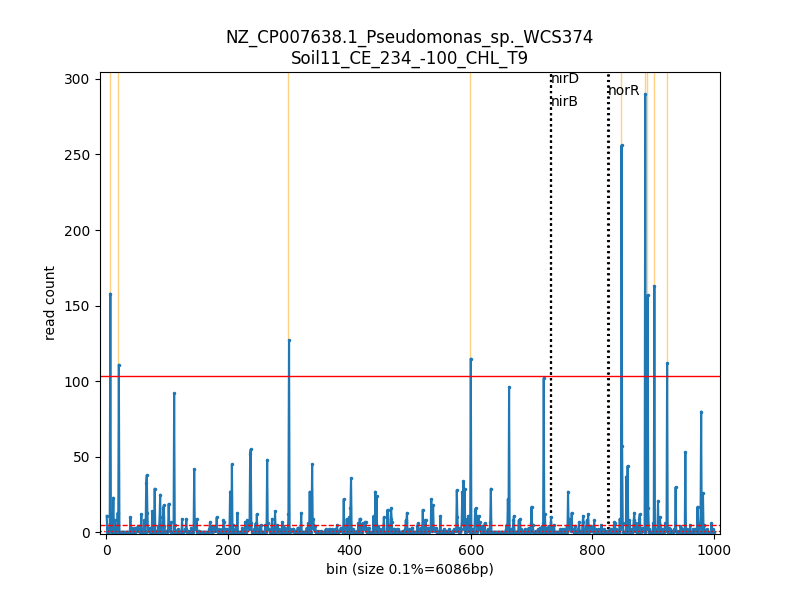 NZ_CP007638.1_Pseudomonas_sp._WCS374
Soil11_CE_234_-100_CHL_T9
nirD
nirB
norR
300
250
200
150
100
50
0
read count
0 200 400 600 800 1000
bin (size 0.1%=6086bp)